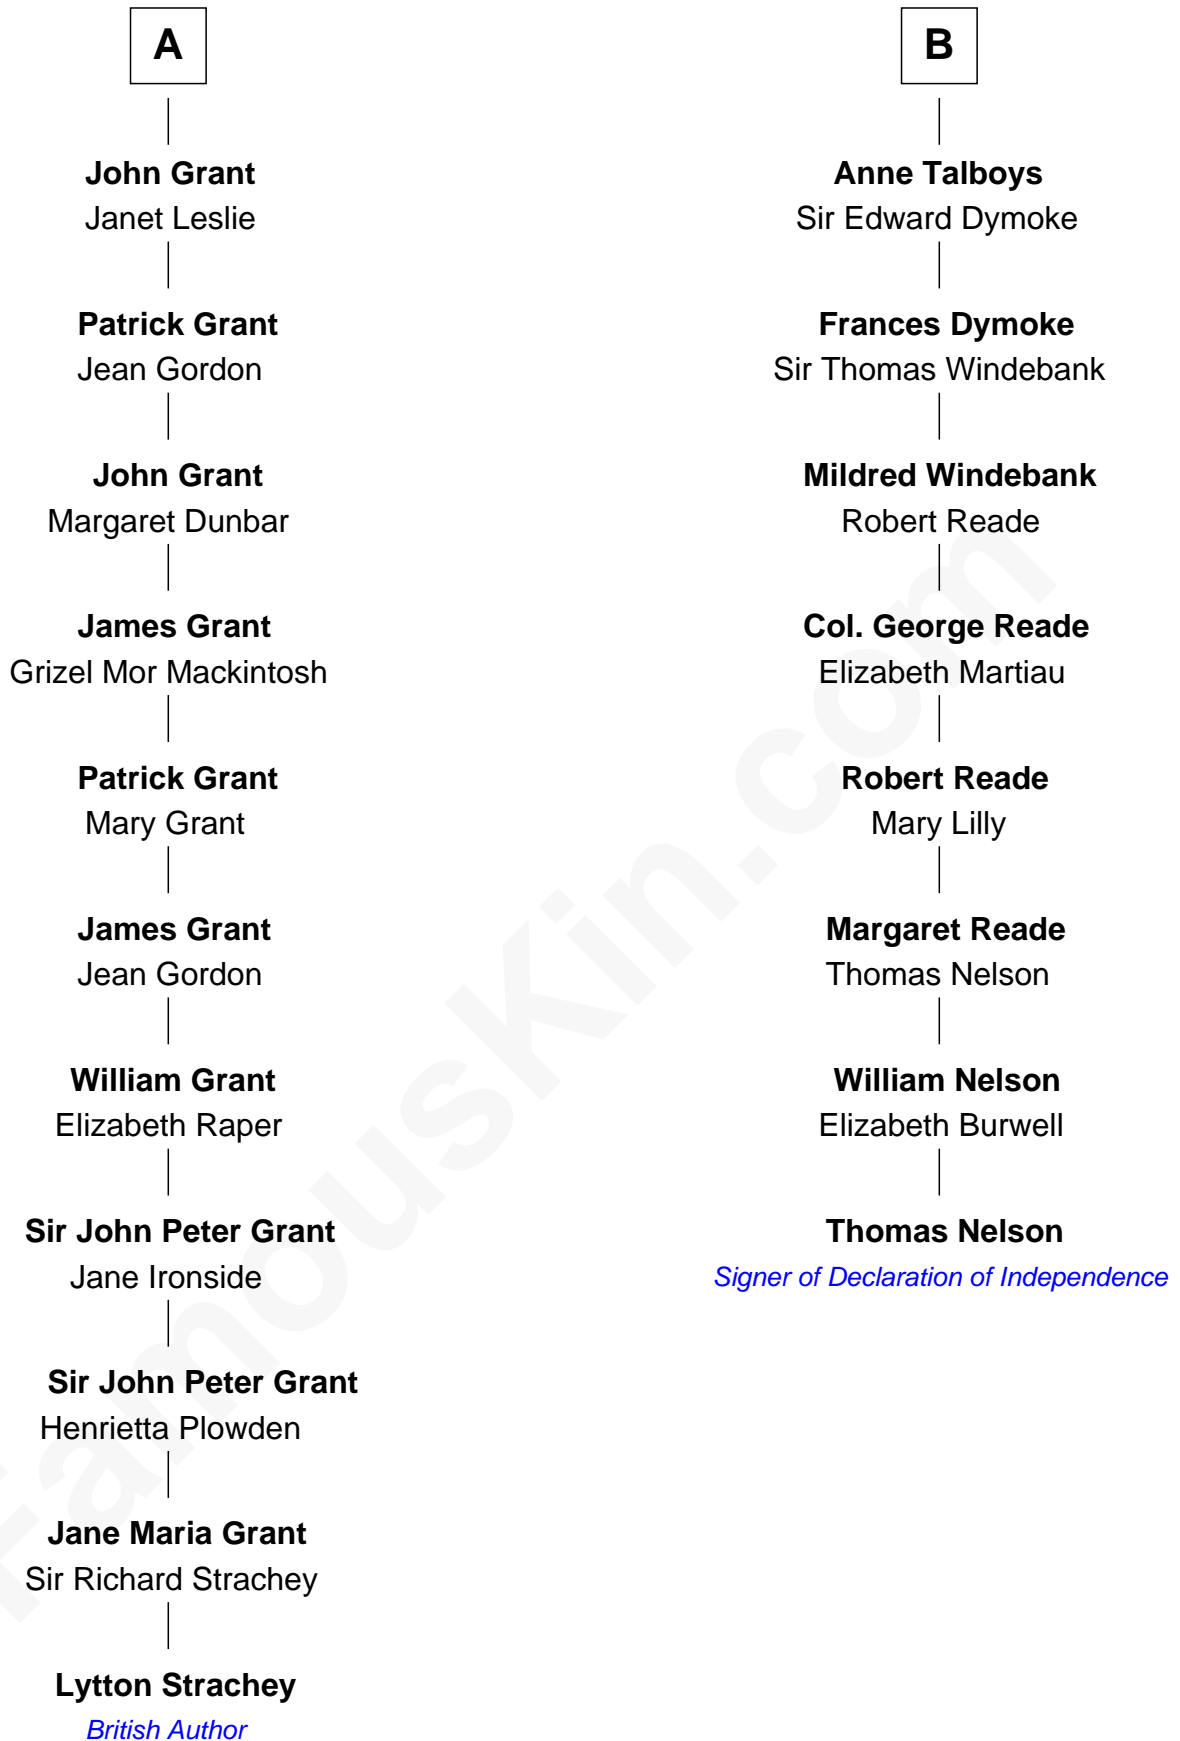 A
John Grant
Janet Leslie
Patrick Grant
Jean Gordon
John Grant
Margaret Dunbar
James Grant
Grizel Mor Mackintosh
Patrick Grant
Mary Grant
James Grant
Jean Gordon
William Grant
Elizabeth Raper
Sir John Peter Grant
Jane Ironside
Sir John Peter Grant
Henrietta Plowden
Jane Maria Grant
Sir Richard Strachey
Lytton Strachey
British Author
B
Anne Talboys
Sir Edward Dymoke
Frances Dymoke
Sir Thomas Windebank
Mildred Windebank
Robert Reade
Col. George Reade
Elizabeth Martiau
Robert Reade
Mary Lilly
Margaret Reade
Thomas Nelson
William Nelson
Elizabeth Burwell
Thomas Nelson
Signer of Declaration of Independence
FamousKin.com